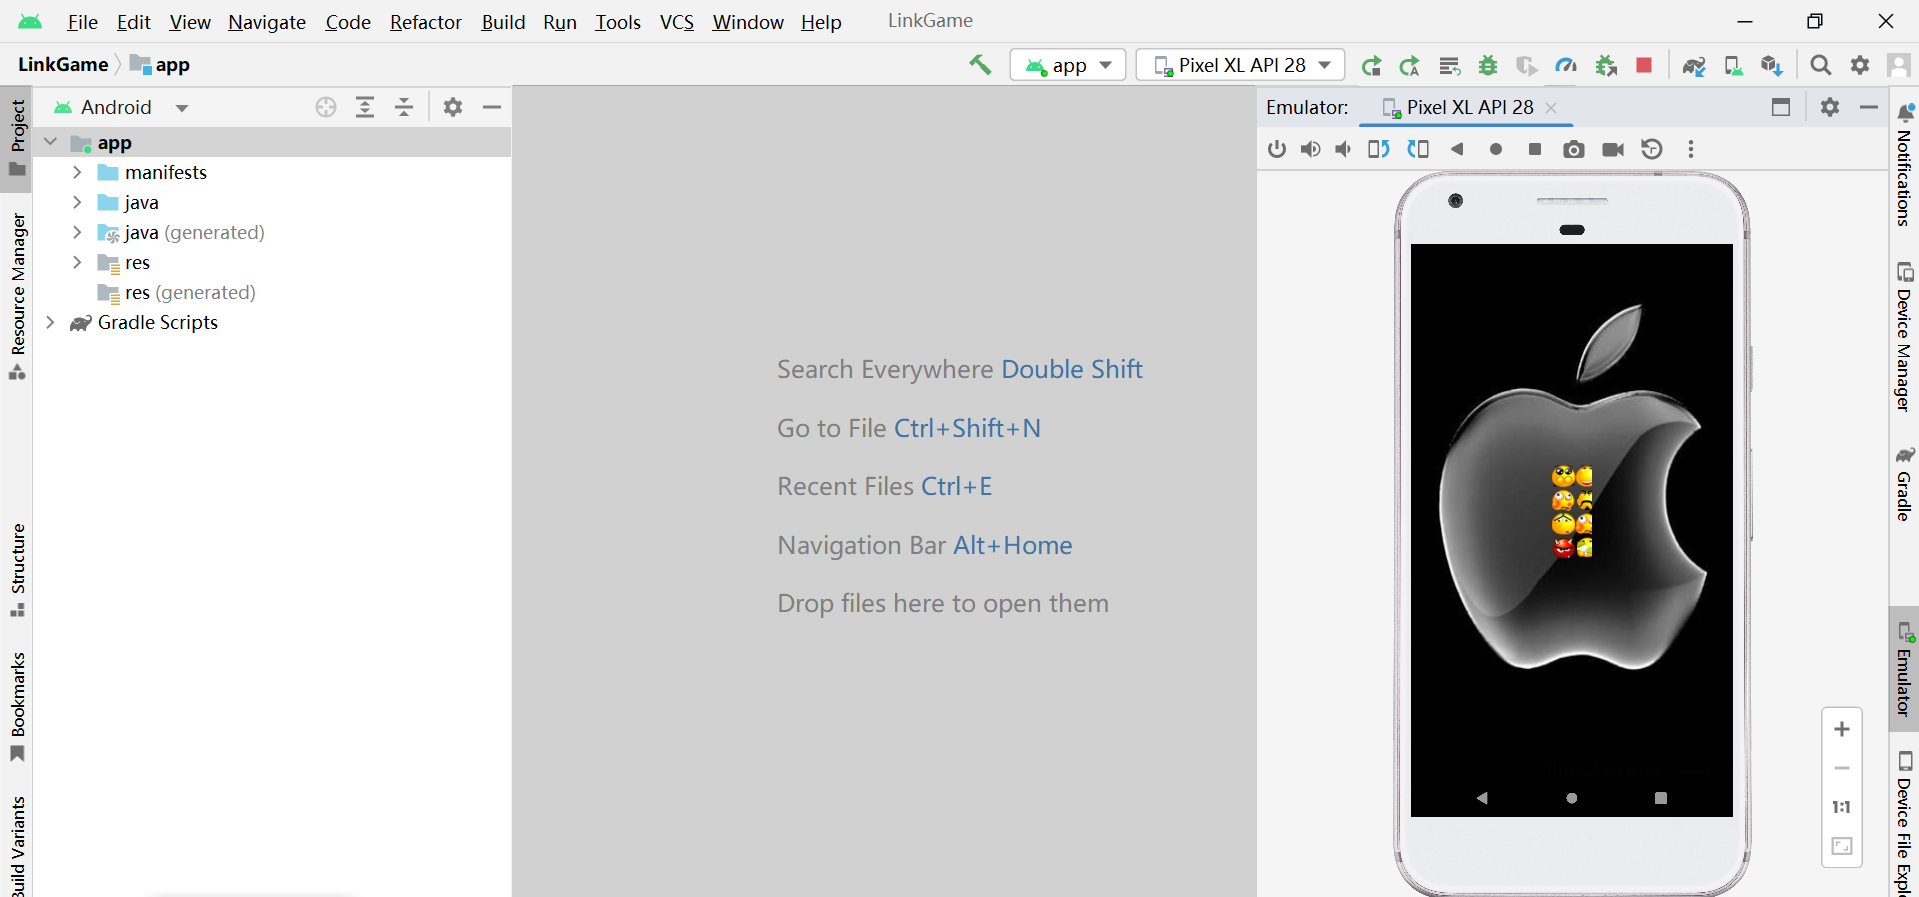 File Edit View Navigate Code Refactor Build Run Tools VCS Window Help LinkGame
LinkGame app
app Pixel XL API 28
Android
Emulator: Pixel XL API 28
app
manifests
java
java (generated)
res
res (generated)
Gradle Scripts
Search Everywhere Double Shift
Go to File Ctrl+Shift+N
Recent Files Ctrl+E
Navigation Bar Alt+Home
Drop files here to open them
Project
Resource Manager
Structure
Bookmarks
Build Variants
Notifications
Device Manager
Gradle
Emulator
Device File Expl
1:1